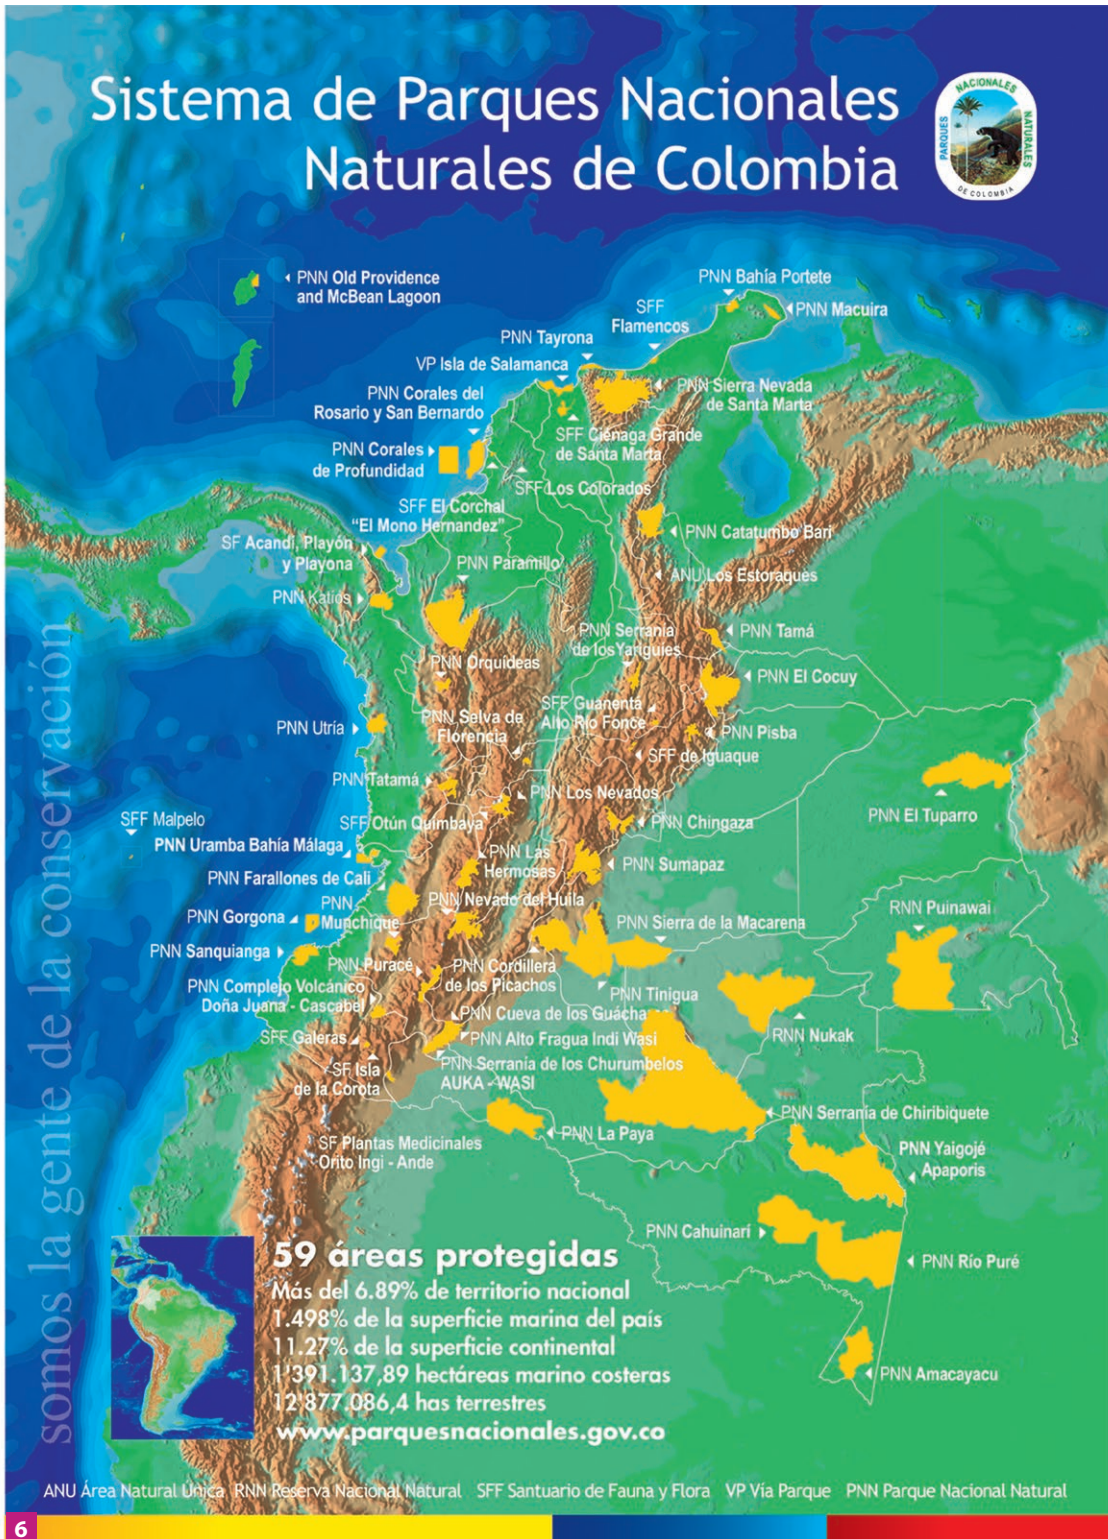 Sistema de Parques Nacionales
Naturales de Colombia
PARQUES
NACIONALES
NATURALES
DE COLOMBIA
PNN Old Providence
and McBean Lagoon
PNN Bahía Portete
PNN Macuira
SFF
Flamencos
PNN Tayrona
VP Isla de Salamanca
PNN Sierra Nevada
de Santa Marta
PNN Corales del
Rosario y San Bernardo
SFF Ciénaga Grande
de Santa Marta
PNN Corales
de Profundidad
SFF Los Colorados
SFF El Corchal
“El Mono Hernandez”
PNN Catatumbo Bari
SF Acandí, Playón
y Playona
PNN Paramillo
ANU Los Estoraques
PNN Katíos
PNN Serranía
de los Yariguíes
PNN Tamá
PNN Orquídeas
PNN El Cocuy
SFF Guanenta
Alto Río Fonce
PNN Selva de
Florencia
PNN Utría
PNN Pisba
SFF de Iguaque
PNN Tatamá
PNN Los Nevados
PNN El Tuparro
SFF Malpelo
SFF Otún Quimbaya
PNN Chingaza
PNN Uramba Bahía Málaga
PNN Las
Hermosas
PNN Sumapaz
PNN Farallones de Cali
PNN Nevado del Huila
PNN
Munchique
PNN Gorgona
PNN Sierra de la Macarena
RNN Puinawai
PNN Sanquianga
PNN Puracé
PNN Cordillera
de los Picachos
PNN Complejo Volcánico
Doña Juana - Cascabel
PNN Tinigua
PNN Cueva de los Guácharos
RNN Nukak
SFF Galeras
PNN Alto Fragua Indi Wasi
SF Isla
de la Corota
PNN Serranía de los Churumbelos
AUKA - WASI
PNN Serranía de Chiribiquete
PNN La Paya
SF Plantas Medicinales
Orito Ingi - Ande
PNN Yaigojé
Apaporis
PNN Cahuinarí
PNN Río Puré
PNN Amacayacu
somos la gente de la conservación
59 áreas protegidas
Más del 6.89% de territorio nacional
1.498% de la superficie marina del país
11.27% de la superficie continental
1'391.137,89 hectáreas marino costeras
12'877.086,4 has terrestres
www.parquesnacionales.gov.co
ANU Área Natural Única RNN Reserva Nacional Natural SFF Santuario de Fauna y Flora VP Vía Parque PNN Parque Nacional Natural
6